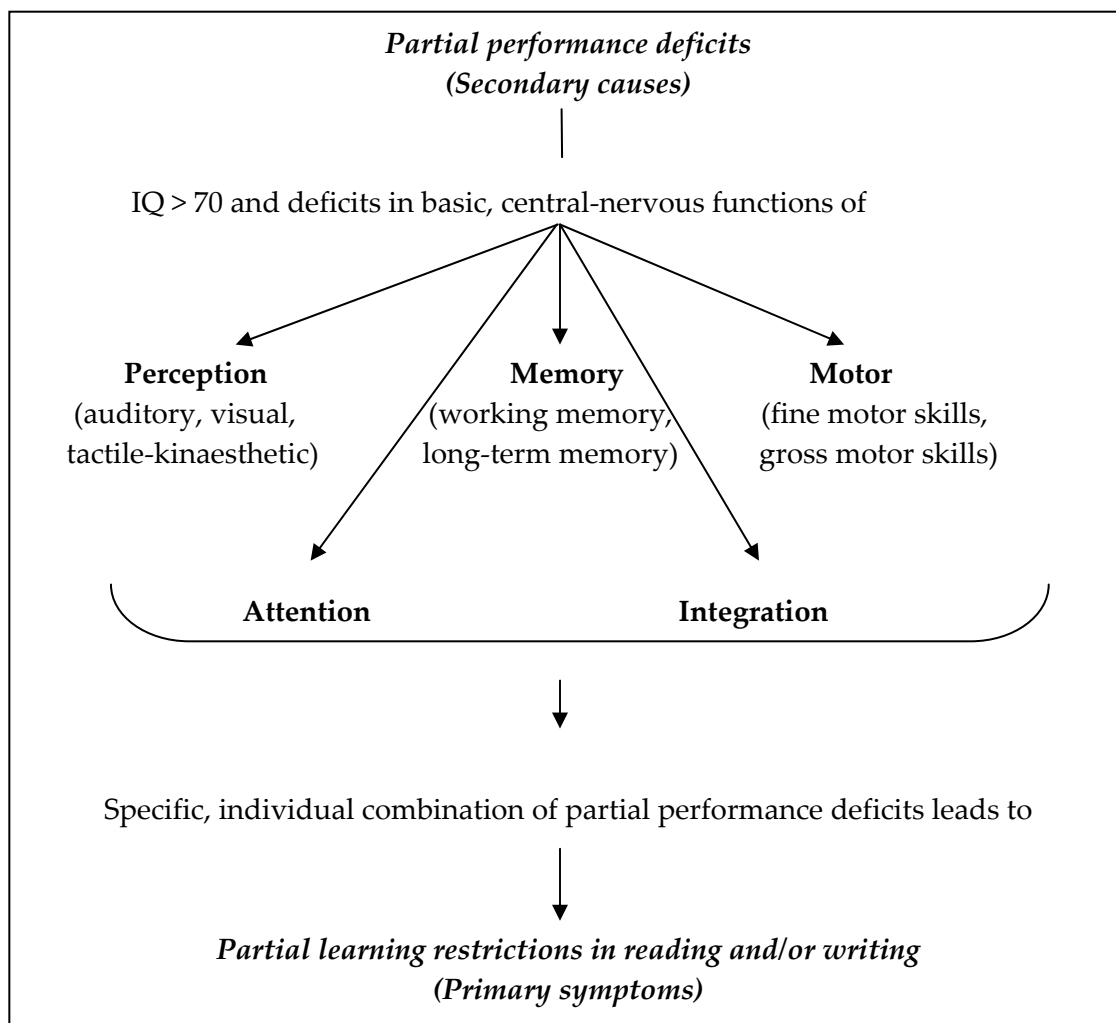 Partial performance deficits
(Secondary causes)
IQ > 70 and deficits in basic, central-nervous functions of
Perception
(auditory, visual,
tactile-kinaesthetic)
Memory
(working memory,
long-term memory)
Motor
(fine motor skills,
gross motor skills)
Attention
Integration
Specific, individual combination of partial performance deficits leads to
Partial learning restrictions in reading and/or writing
(Primary symptoms)